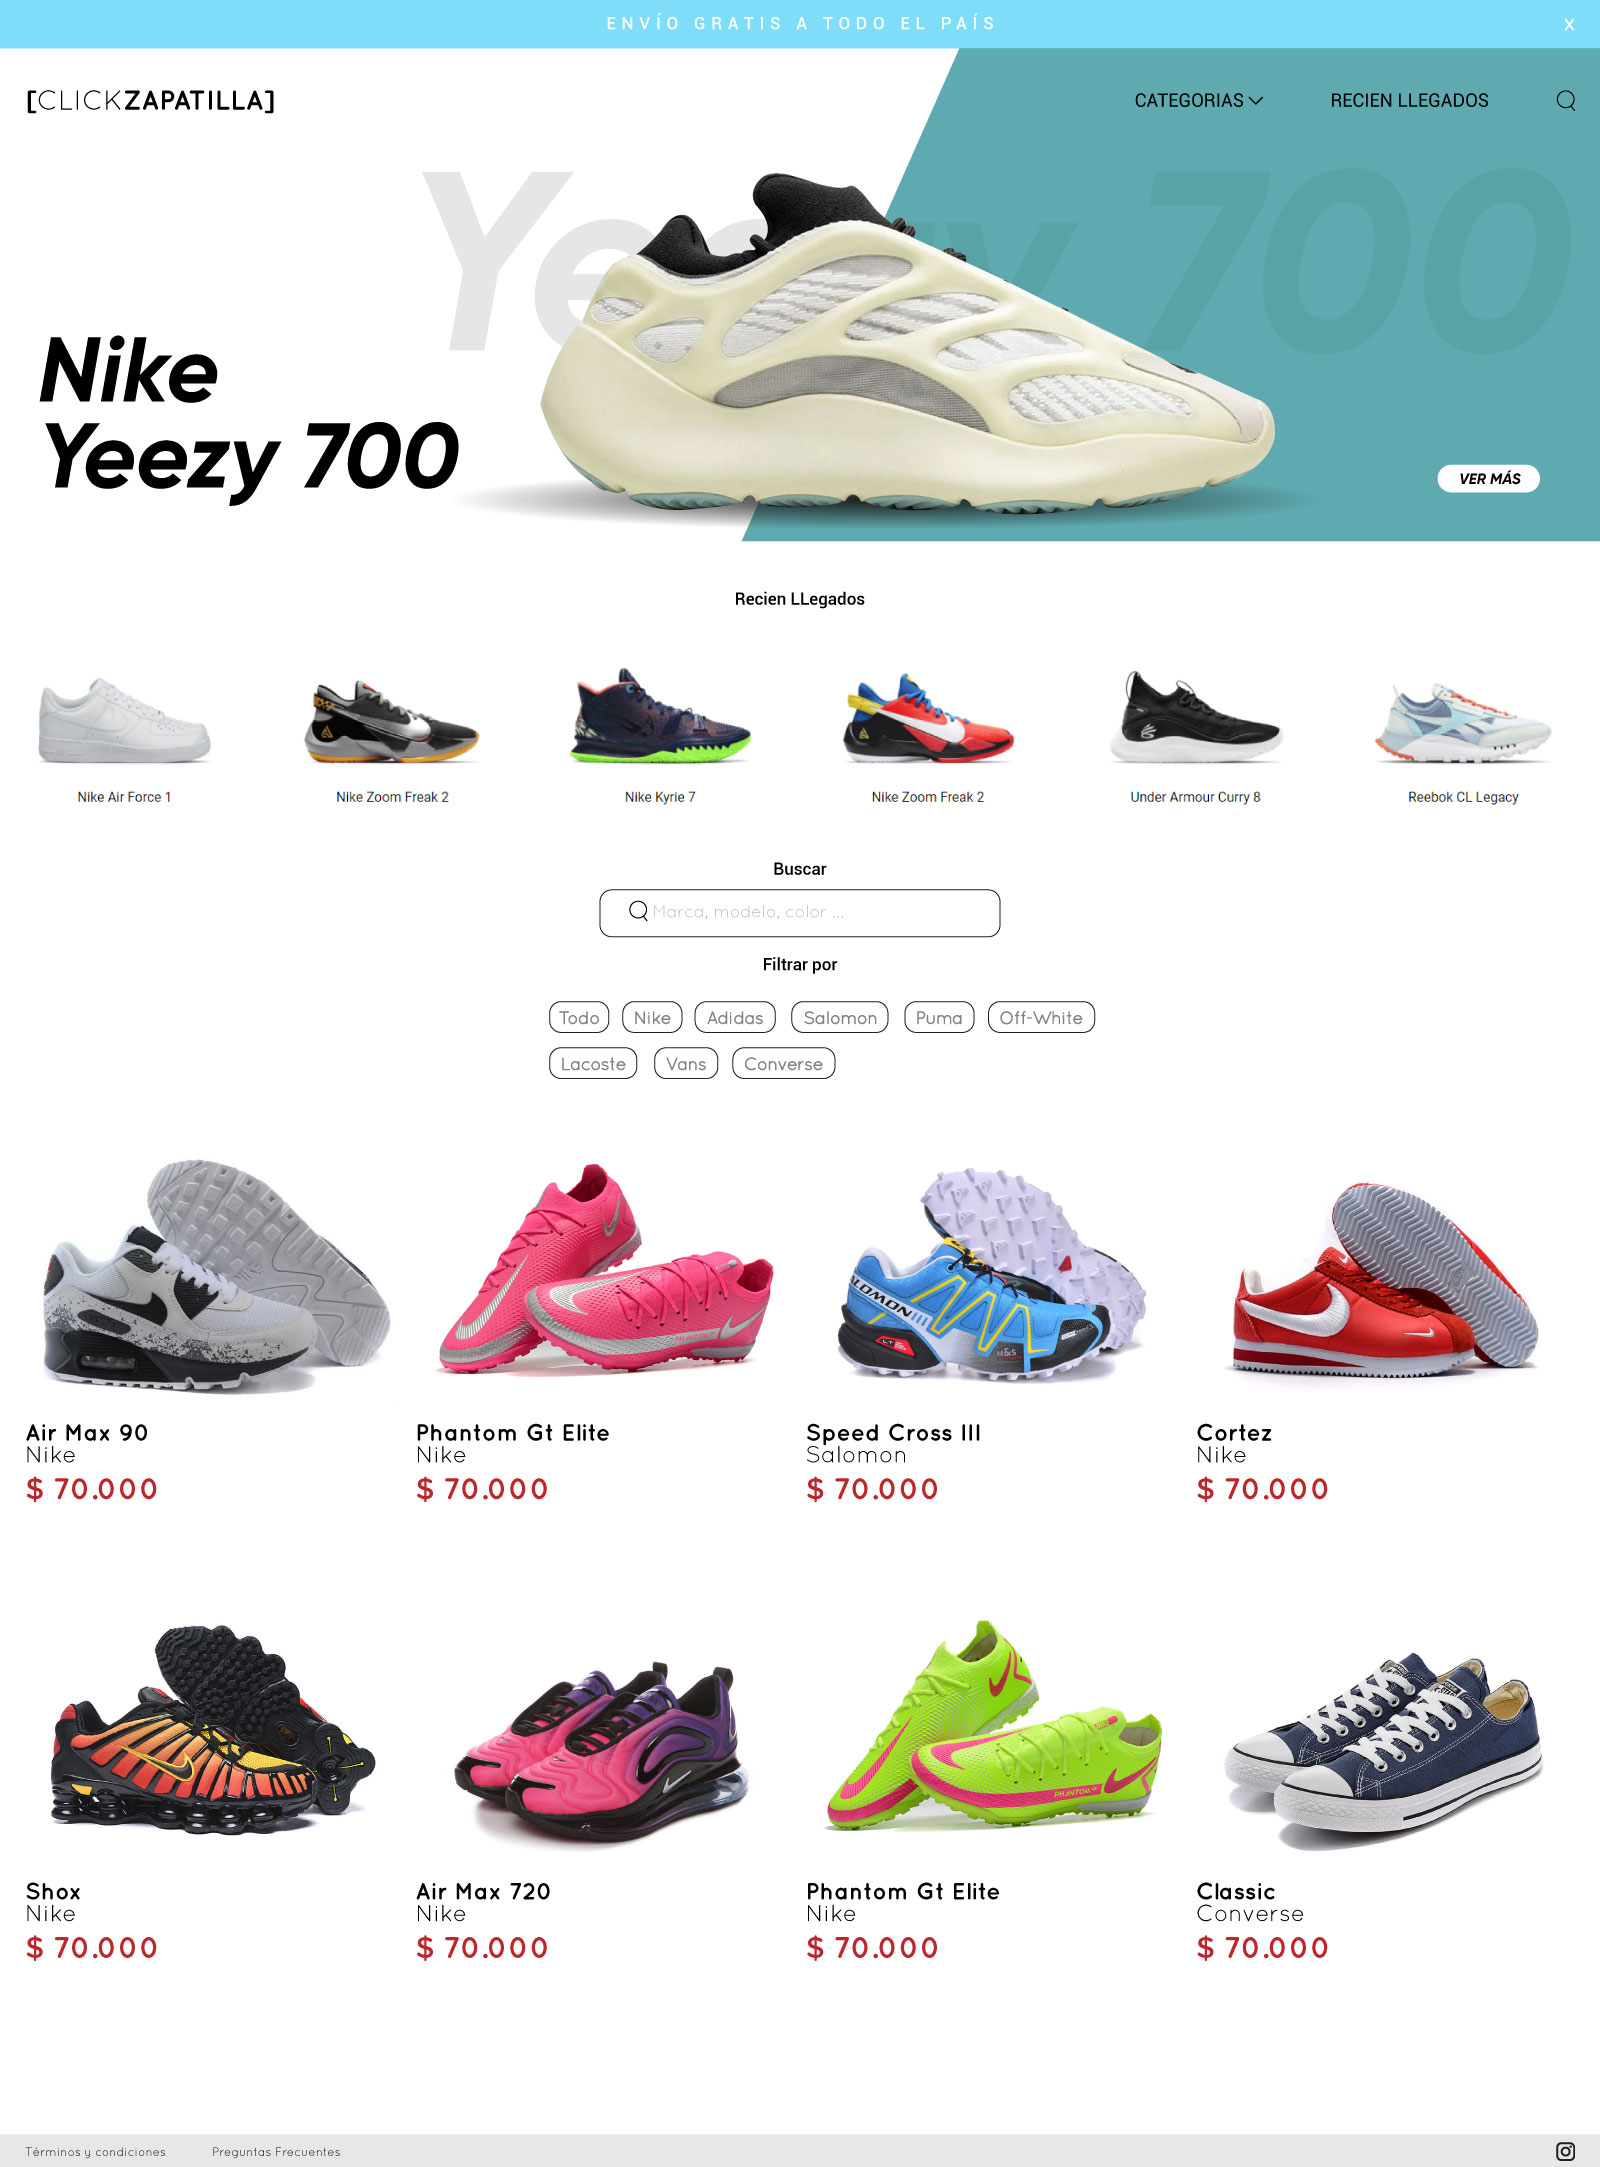 ENVÍO GRATIS A TODO EL PAÍS X
[CLICKZAPATILLA] CATEGORIAS RECIEN LLEGADOS
Yeezy 700
Nike
Yeezy 700
VER MÁS
Recien LLegados
Nike Air Force 1 Nike Zoom Freak 2 Nike Kyrie 7 Nike Zoom Freak 2 Under Armour Curry 8 Reebok CL Legacy
Buscar
Marca, modelo, color ...
Filtrar por
Todo Nike Adidas Salomon Puma Off-White
Lacoste Vans Converse
ALOMON
LT
M&S
PHANTOM
Air Max 90 Phantom Gt Elite Speed Cross III Cortez
Nike Nike Salomon Nike
$ 70.000 $ 70.000 $ 70.000 $ 70.000
PHANTOM
Shox Air Max 720 Phantom Gt Elite Classic
Nike Nike Nike Converse
$ 70.000 $ 70.000 $ 70.000 $ 70.000
Términos y condiciones Preguntas Frecuentes